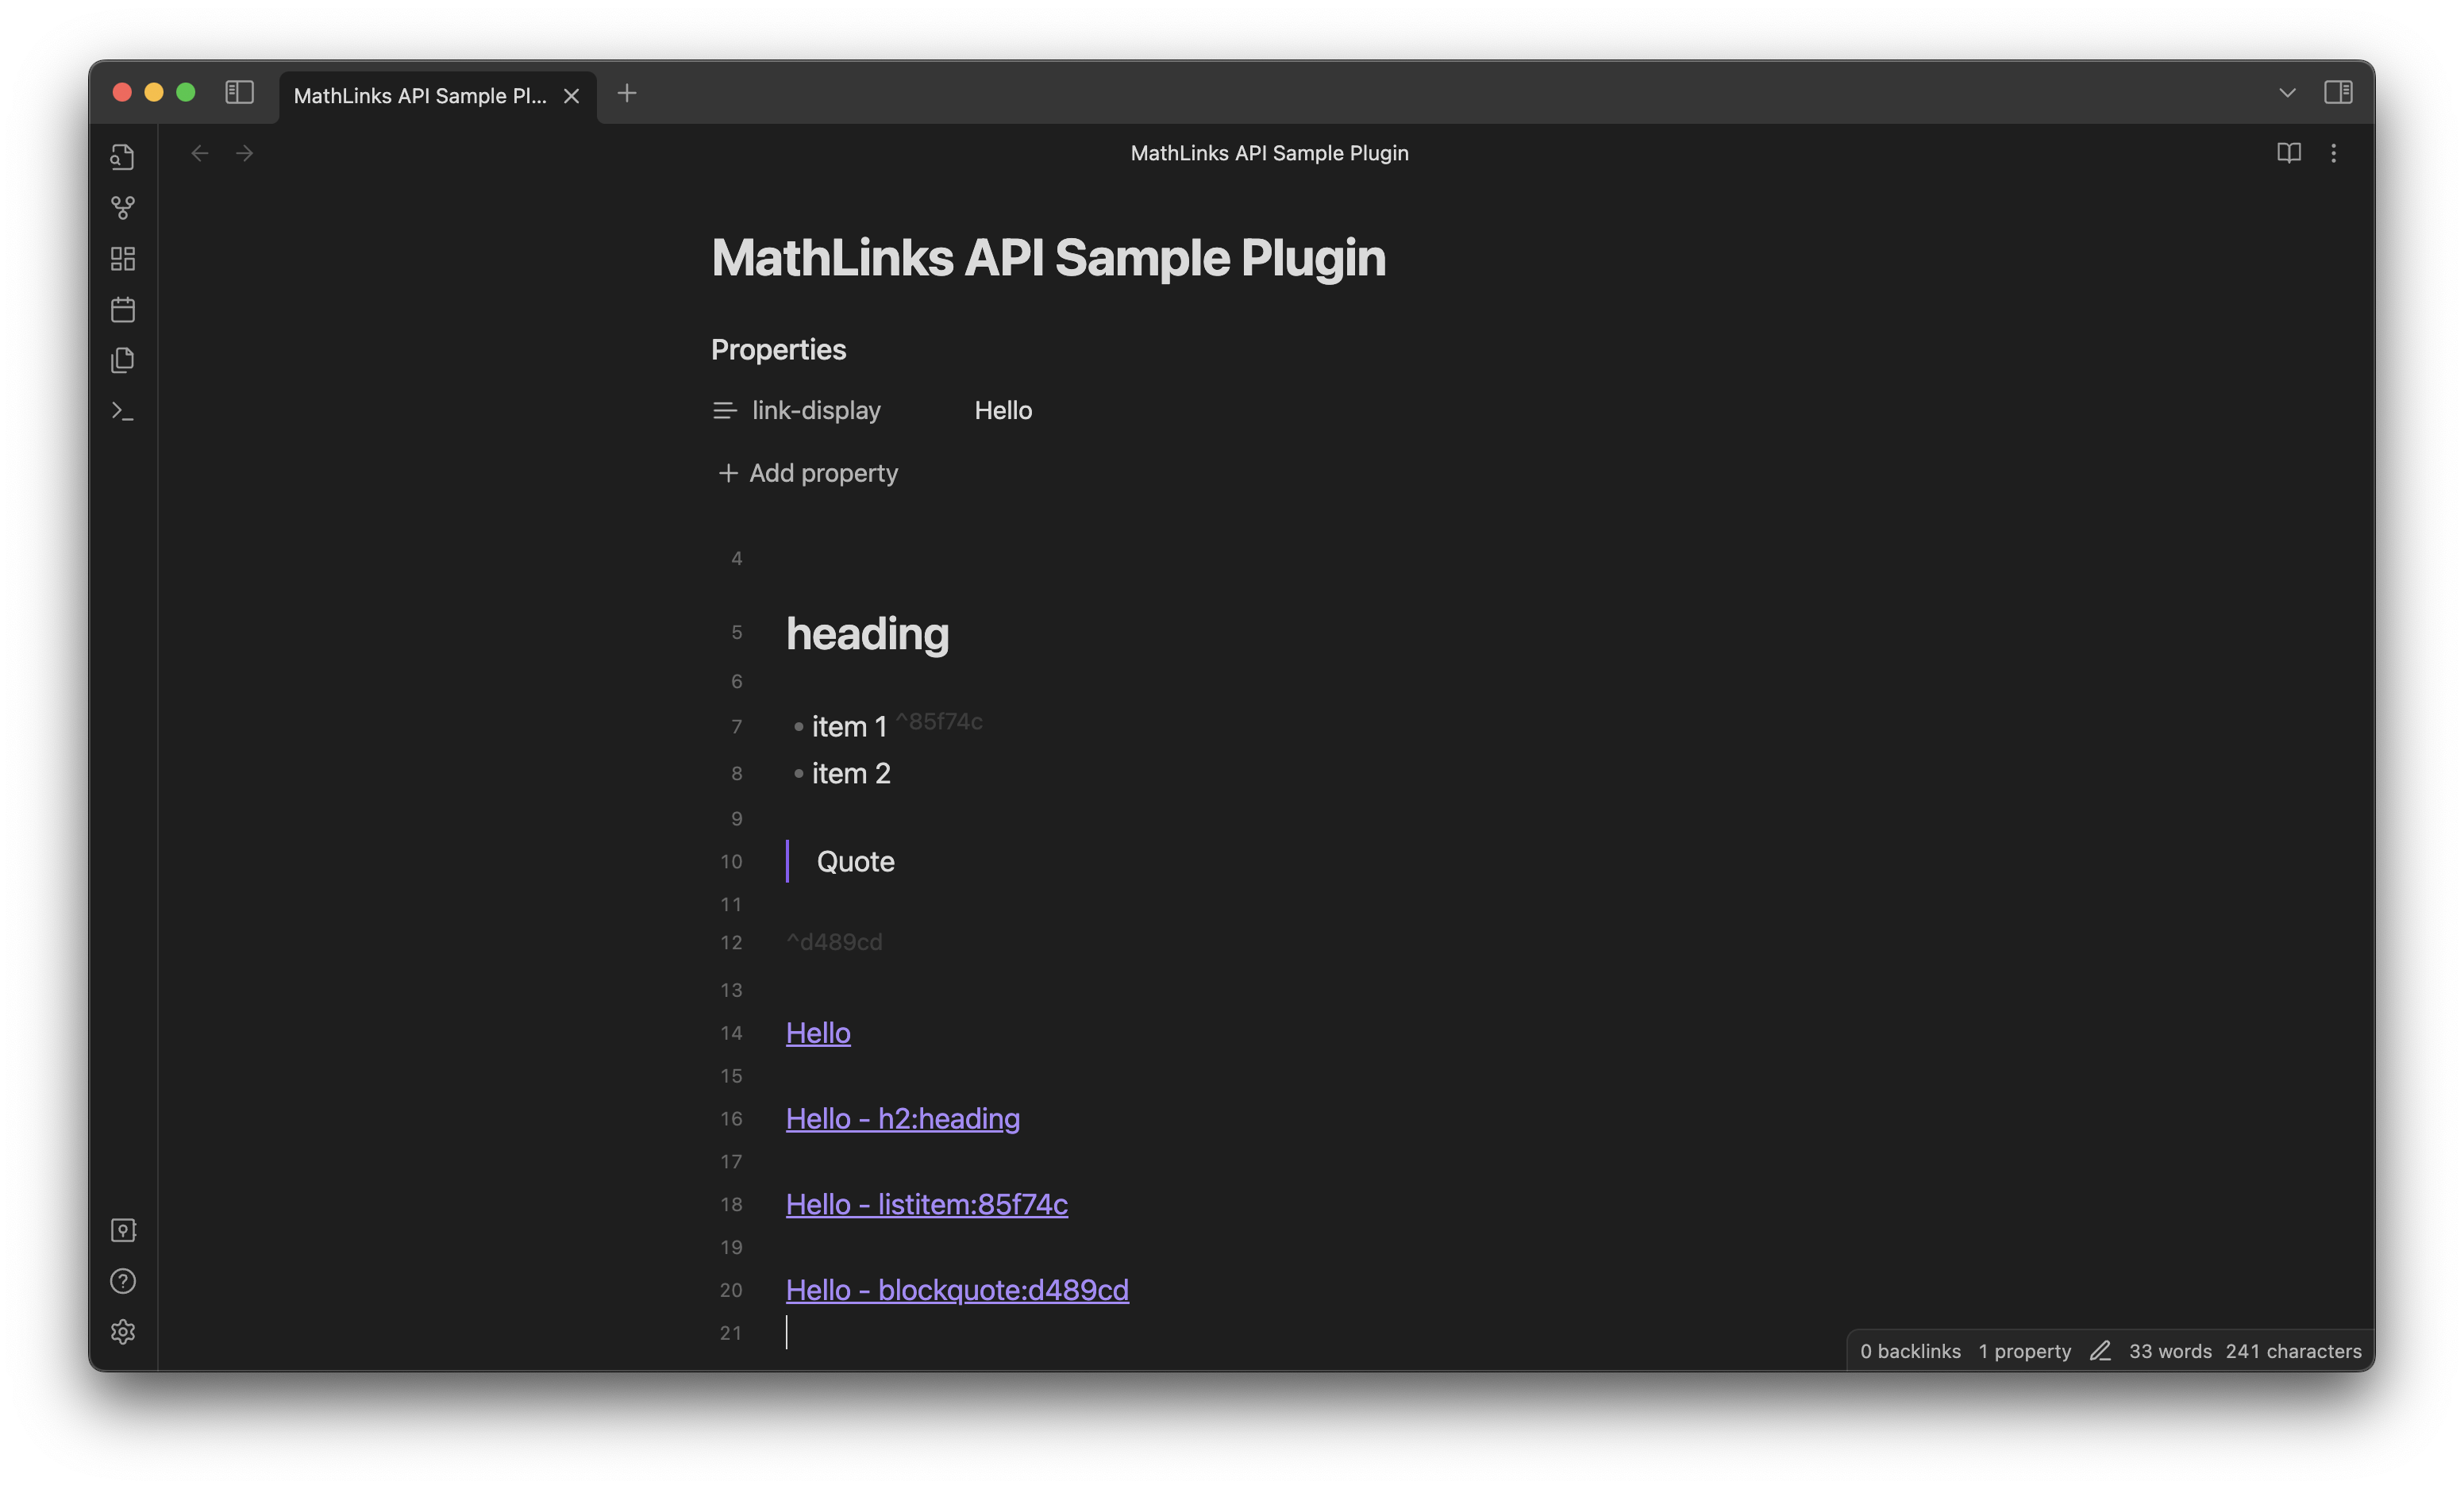 MathLinks API Sample Pl...
MathLinks API Sample Plugin
MathLinks API Sample Plugin
Properties
link-display Hello
Add property
4
5 heading
6
7 item 1 ^85f74c
8 item 2
9
10 Quote
11
12 ^d489cd
13
14 Hello
15
16 Hello - h2:heading
17
18 Hello - listitem:85f74c
19
20 Hello - blockquote:d489cd
21
0 backlinks 1 property 33 words 241 characters